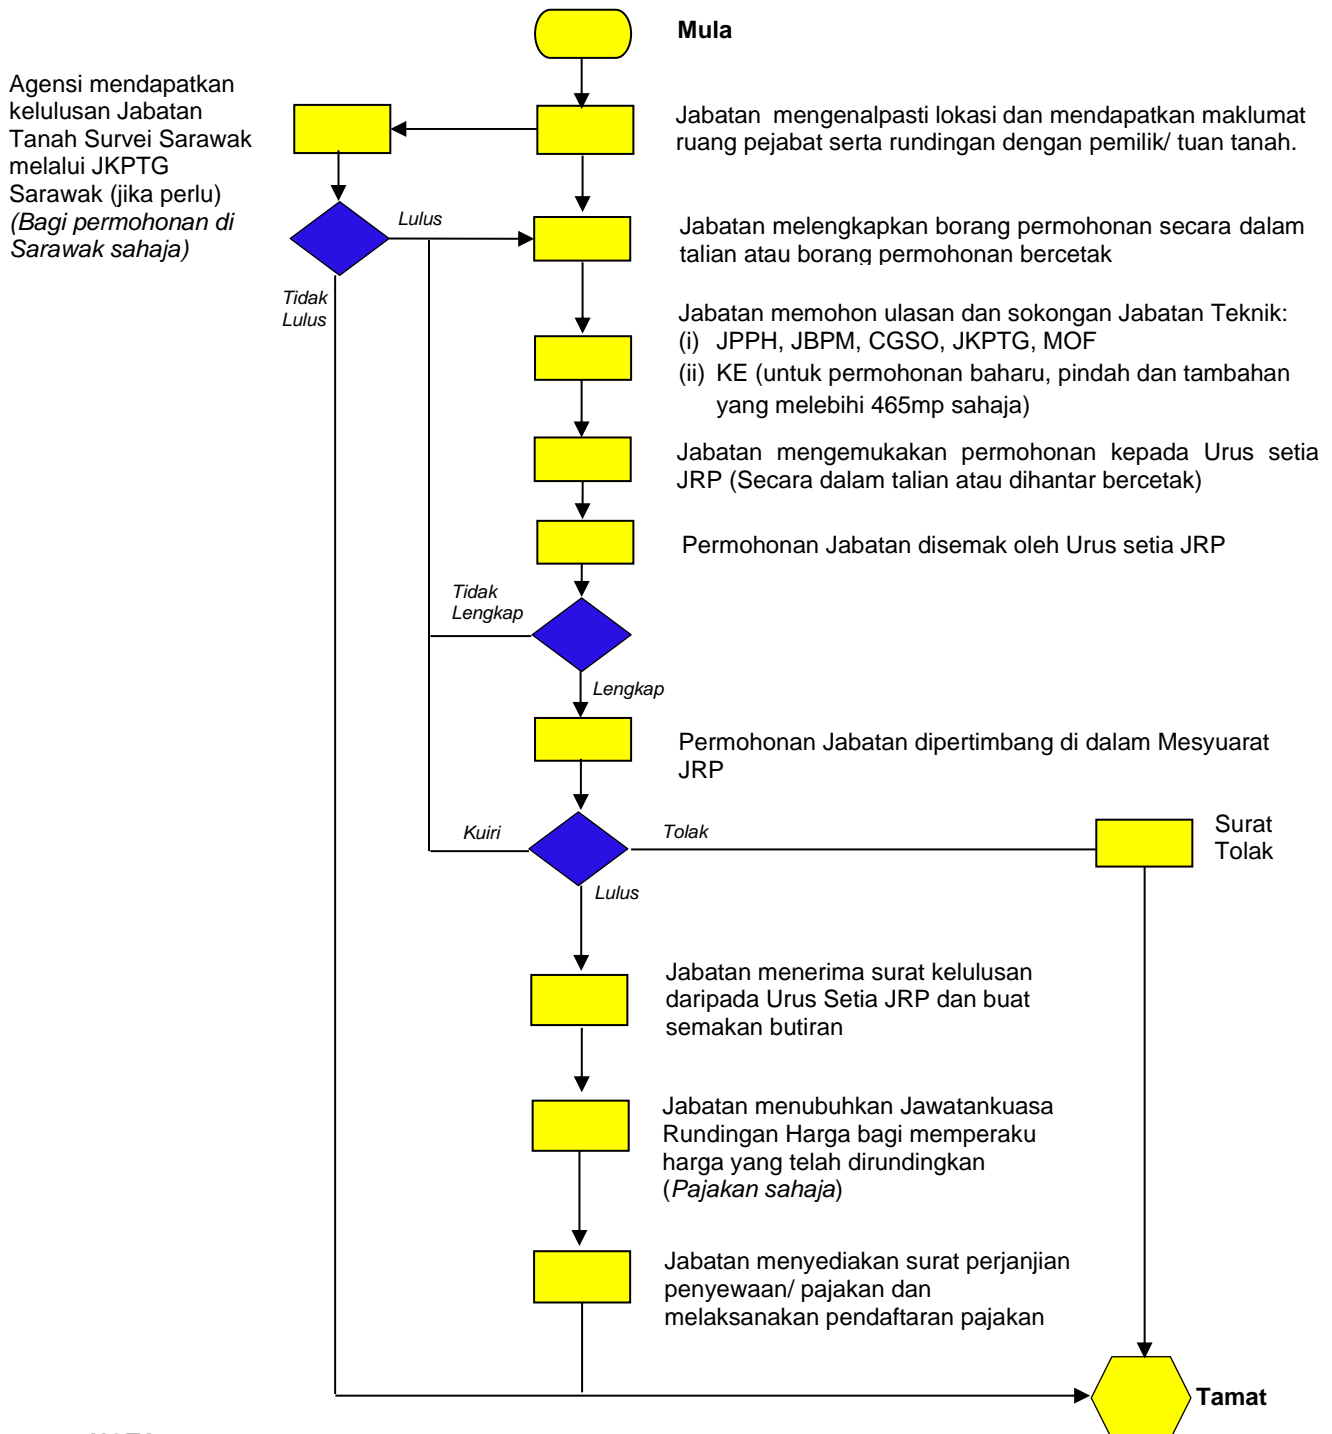 Mula
Agensi mendapatkan
kelulusan Jabatan
Tanah Survei Sarawak
melalui JKPTG
Sarawak (jika perlu)
(Bagi permohonan di
Sarawak sahaja)
Jabatan mengenalpasti lokasi dan mendapatkan maklumat
ruang pejabat serta rundingan dengan pemilik/ tuan tanah.
Lulus
Jabatan melengkapkan borang permohonan secara dalam
talian atau borang permohonan bercetak
Tidak
Lulus
Jabatan memohon ulasan dan sokongan Jabatan Teknik:
(i) JPPH, JBPM, CGSO, JKPTG, MOF
(ii) KE (untuk permohonan baharu, pindah dan tambahan
yang melebihi 465mp sahaja)
Jabatan mengemukakan permohonan kepada Urus setia
JRP (Secara dalam talian atau dihantar bercetak)
Permohonan Jabatan disemak oleh Urus setia JRP
Tidak
Lengkap
Lengkap
Permohonan Jabatan dipertimbang di dalam Mesyuarat
JRP
Kuiri
Tolak
Surat
Tolak
Lulus
Jabatan menerima surat kelulusan
daripada Urus Setia JRP dan buat
semakan butiran
Jabatan menubuhkan Jawatankuasa
Rundingan Harga bagi memperaku
harga yang telah dirundingkan
(Pajakan sahaja)
Jabatan menyediakan surat perjanjian
penyewaan/ pajakan dan
melaksanakan pendaftaran pajakan
Tamat